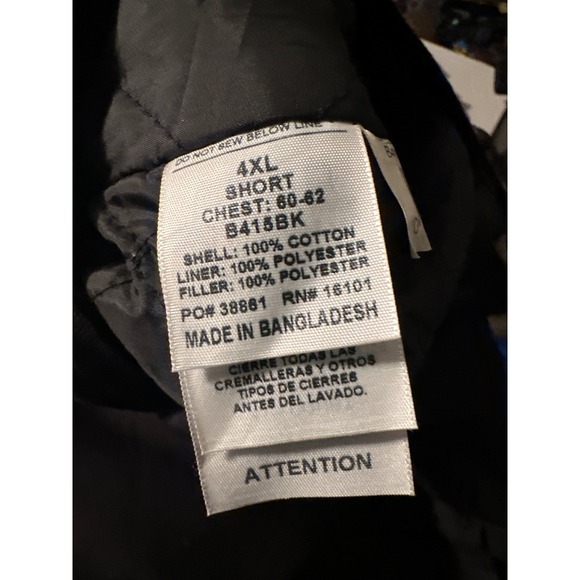 DO NOT SEW BELOW LINE
4XL
SHORT
CHEST: 60-62
B415BK
SHELL: 100% COTTON
LINER: 100% POLYESTER
FILLER: 100% POLYESTER
PO# 38861 RN# 16101
MADE IN BANGLADESH
CIERRE TODAS LAS
CREMALLERAS Y OTROS
TIPOS DE CIERRES
ANTES DEL LAVADO.
ATTENTION